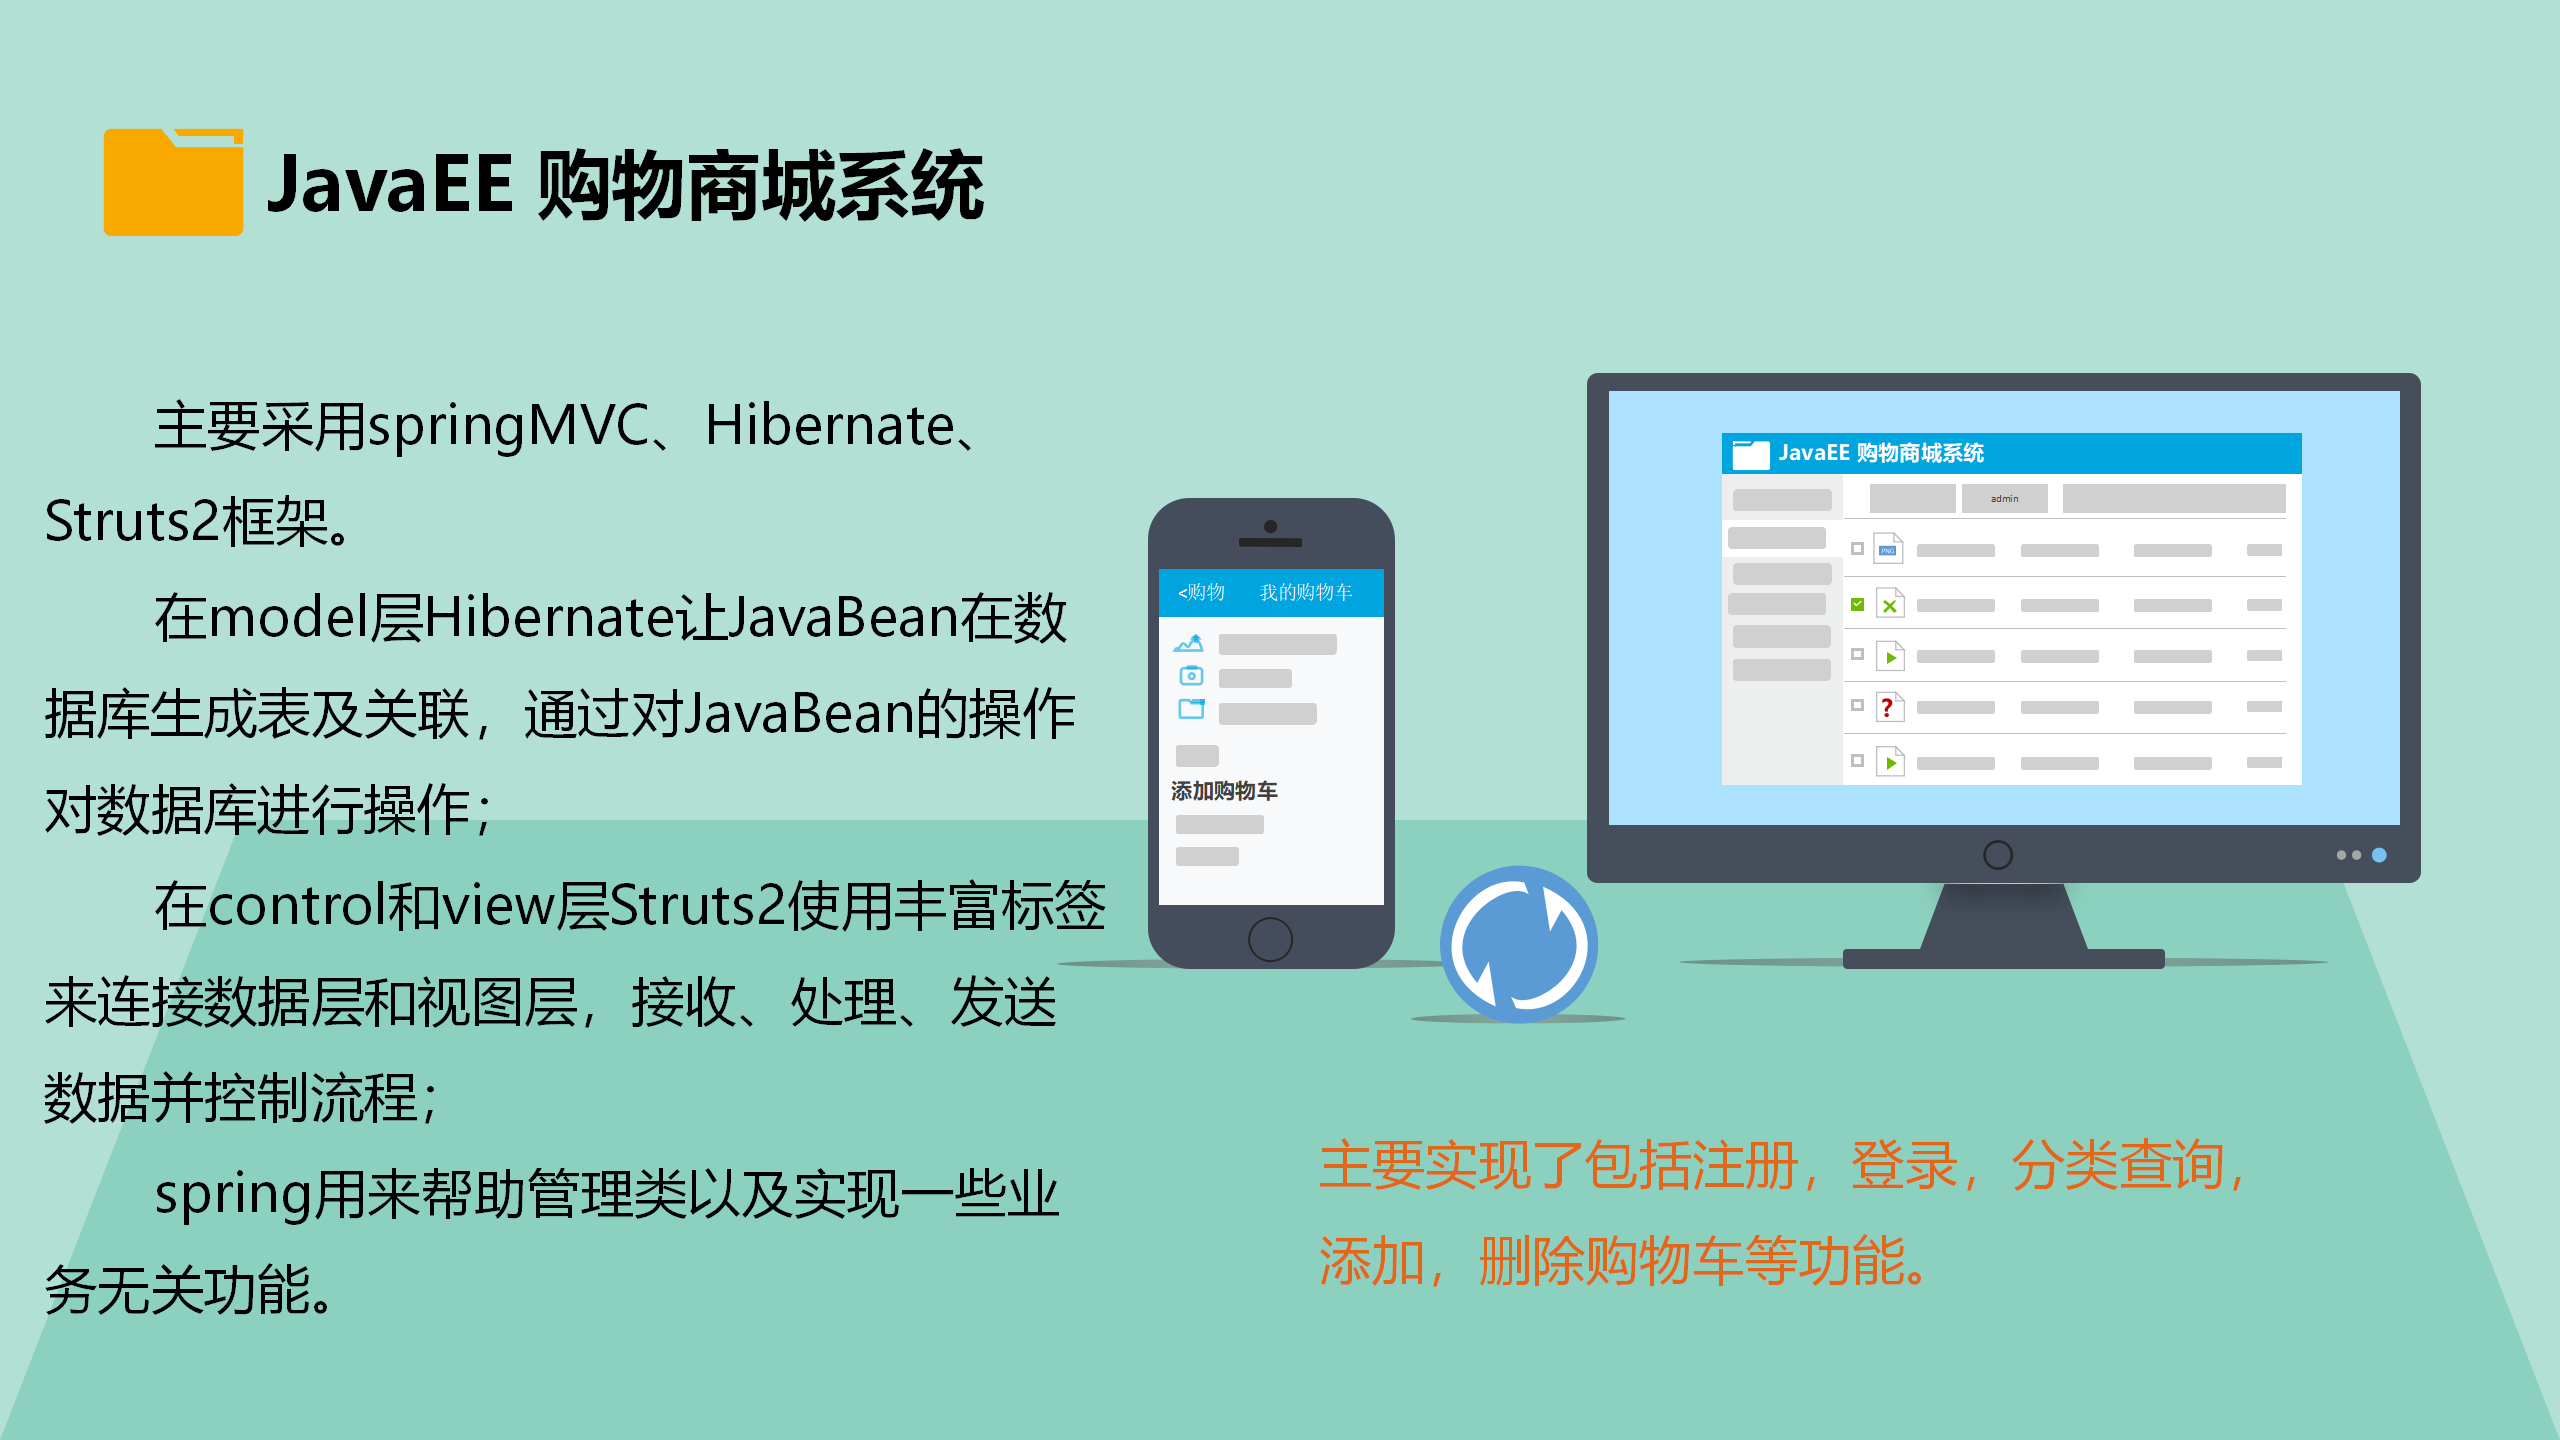 JavaEE 购物商城系统
主要采用springMVC、Hibernate、
Struts2框架。
在model层Hibernate让JavaBean在数
据库生成表及关联，通过对JavaBean的操作
对数据库进行操作；
在control和view层Struts2使用丰富标签
来连接数据层和视图层，接收、处理、发送
数据并控制流程；
spring用来帮助管理类以及实现一些业
务无关功能。
<购物 我的购物车
添加购物车
JavaEE 购物商城系统
admin
PNG
?
主要实现了包括注册，登录，分类查询，
添加，删除购物车等功能。